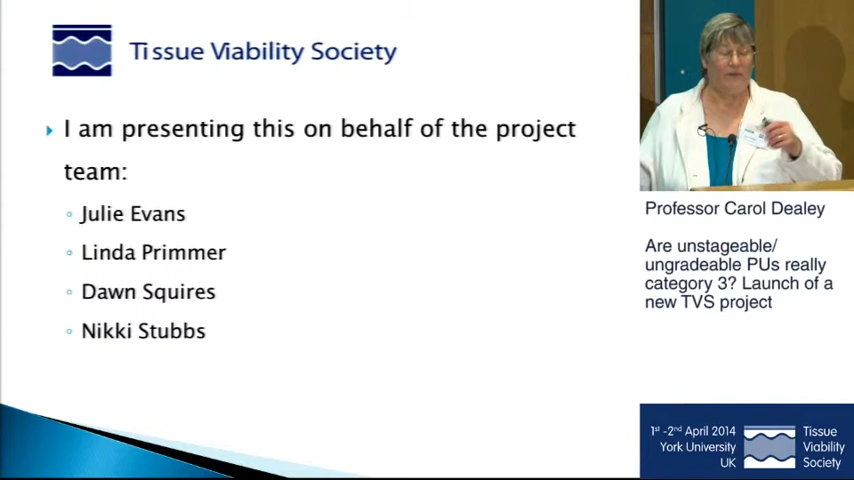 Tissue Viability Society
I am presenting this on behalf of the project
team:
Julie Evans
Linda Primmer
Dawn Squires
Nikki Stubbs
Professor Carol Dealey
Are unstageable/
ungradeable PUs really
category 3? Launch of a
new TVS project
1st -2nd April 2014
York University
UK
Tissue
Viability
Society